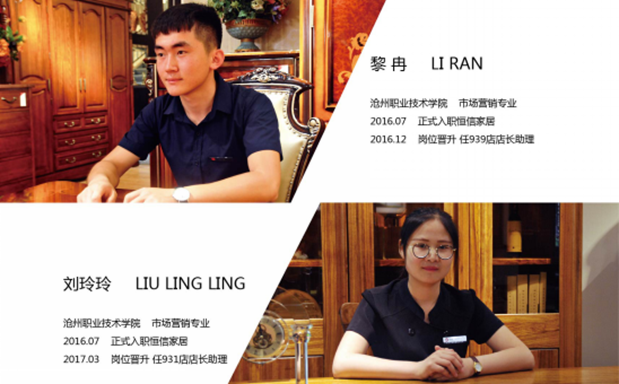 黎 冉 LI RAN
沧州职业技术学院 市场营销专业
2016.07 正式入职恒信家居
2016.12 岗位晋升 任939店店长助理
刘玲玲 LIU LING LING
沧州职业技术学院 市场营销专业
2016.07 正式入职恒信家居
2017.03 岗位晋升 任931店店长助理